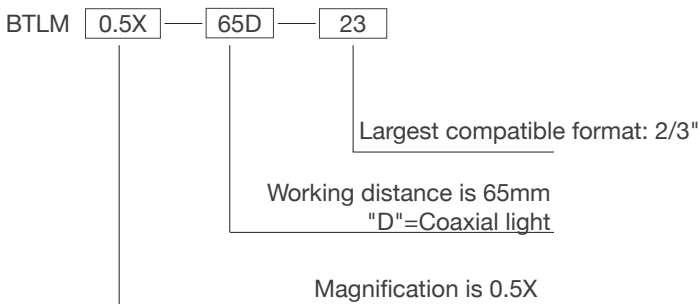 BTLM 0.5X 65D 23
Largest compatible format: 2/3"
Working distance is 65mm
"D"=Coaxial light
Magnification is 0.5X